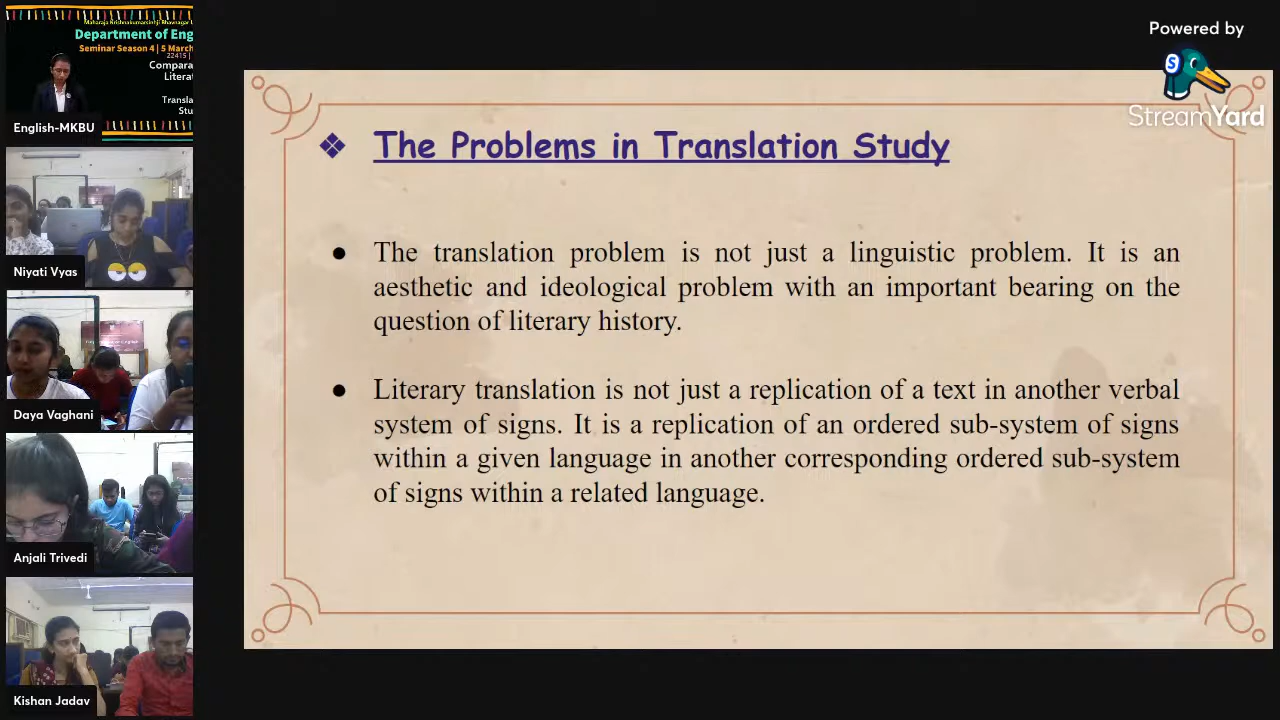 Maharaja Krishnakumarsinhji Bhavnagar U
Department of Eng
Seminar Season 4 | 5 March
22415 |
Compara
Literat
Transla
Stu
English-MKBU
Niyati Vyas
Daya Vaghani
Anjali Trivedi
Kishan Jadav
Powered by
StreamYard
❖ The Problems in Translation Study
● The translation problem is not just a linguistic problem. It is an
aesthetic and ideological problem with an important bearing on the
question of literary history.
● Literary translation is not just a replication of a text in another verbal
system of signs. It is a replication of an ordered sub-system of signs
within a given language in another corresponding ordered sub-system
of signs within a related language.